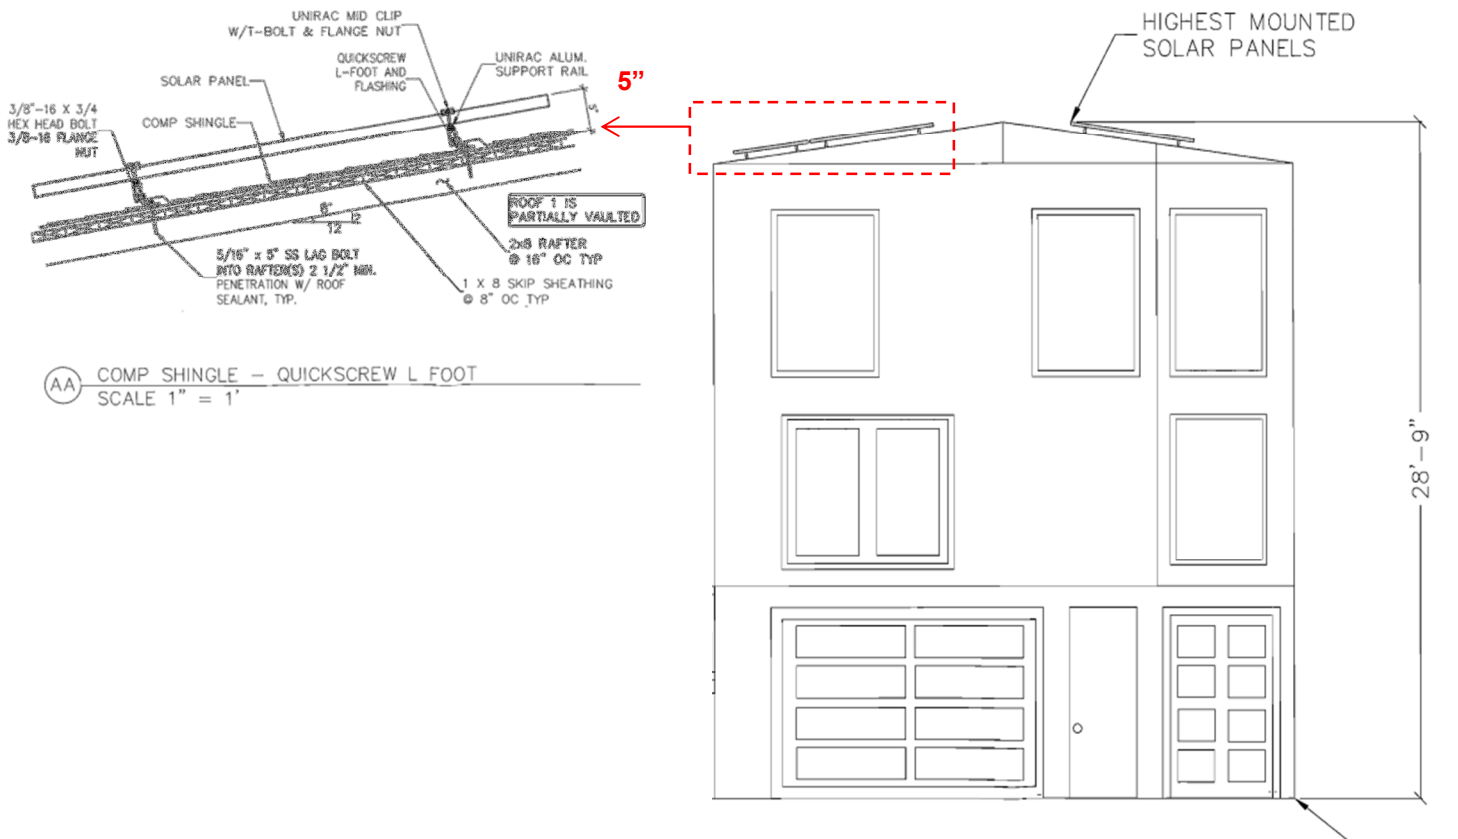 UNIRAC MID CLIP
W/T-BOLT & FLANGE NUT
QUICKSCREW
L-FOOT AND
FLASHING
UNIRAC ALUM.
SUPPORT RAIL
SOLAR PANEL
3/8"-16 X 3/4
HEX HEAD BOLT
3/8-16 FLANGE
NUT
COMP SHINGLE
5"
5”
ROOF 1 IS
PARTIALLY VAULTED
12
2x8 RAFTER
@ 16" OC TYP
5/16" x 5" SS LAG BOLT
INTO RAFTER(S) 2 1/2" MIN.
PENETRATION W/ ROOF
SEALANT, TYP.
1 X 8 SKIP SHEATHING
@ 8" OC TYP
AA
COMP SHINGLE - QUICKSCREW L FOOT
SCALE 1" = 1'
HIGHEST MOUNTED
SOLAR PANELS
28'-9"